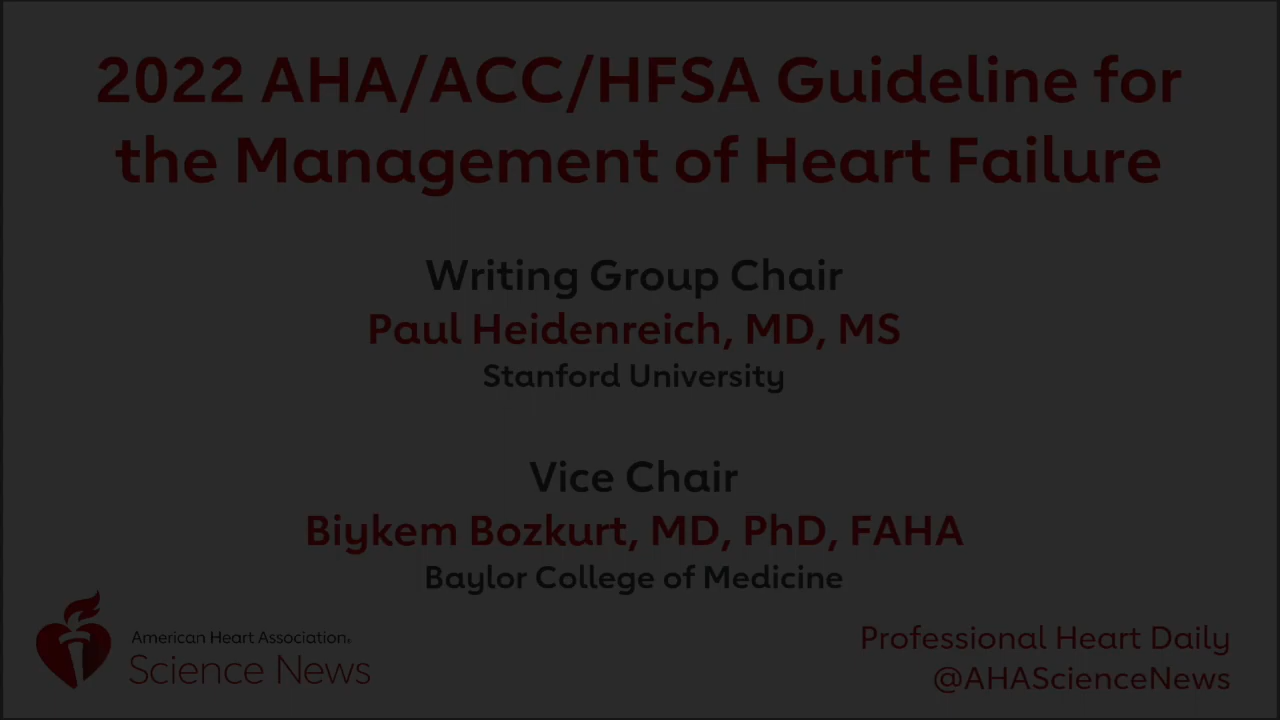 2022 AHA/ACC/HFSA Guideline for
the Management of Heart Failure
Writing Group Chair
Paul Heidenreich, MD, MS
Stanford University
Vice Chair
Biykem Bozkurt, MD, PhD, FAHA
Baylor College of Medicine
American Heart Association®
Science News
Professional Heart Daily
@AHAScienceNews